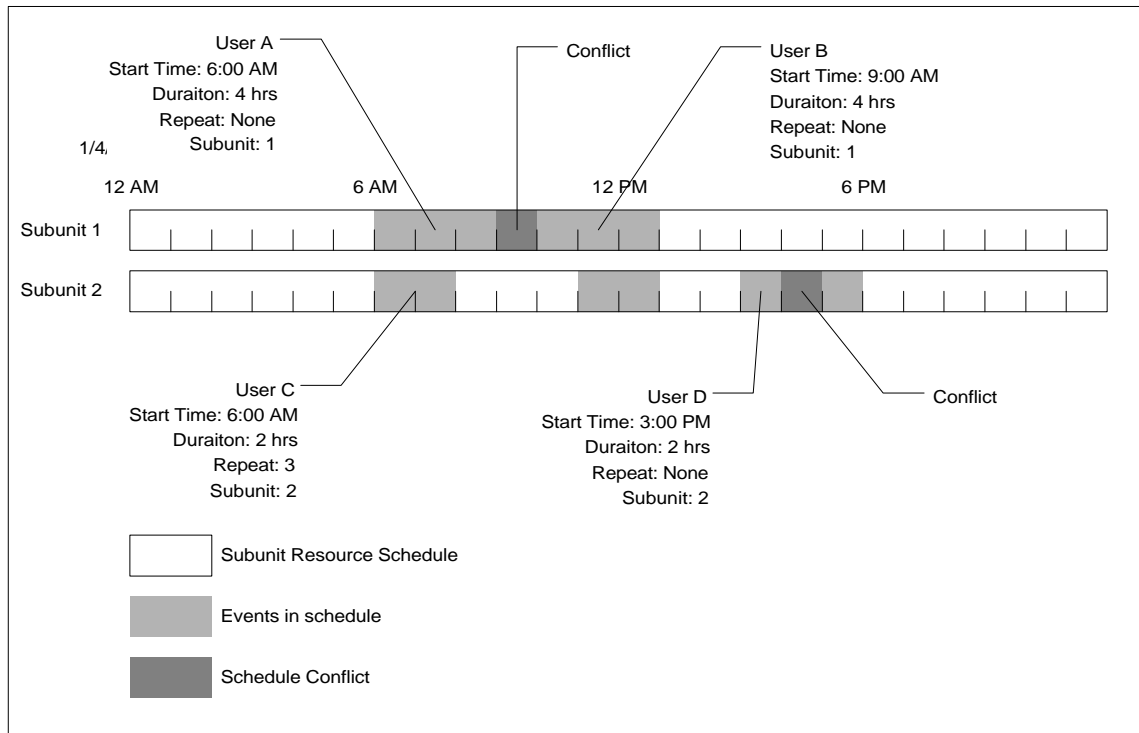 User A
Start Time: 6:00 AM
Duraiton: 4 hrs
Repeat: None
Subunit: 1
Conflict
User B
Start Time: 9:00 AM
Duraiton: 4 hrs
Repeat: None
Subunit: 1
1/4/
12 AM
6 AM
12 PM
6 PM
Subunit 1
Subunit 2
User C
Start Time: 6:00 AM
Duraiton: 2 hrs
Repeat: 3
Subunit: 2
User D
Start Time: 3:00 PM
Duraiton: 2 hrs
Repeat: None
Subunit: 2
Conflict
Subunit Resource Schedule
Events in schedule
Schedule Conflict